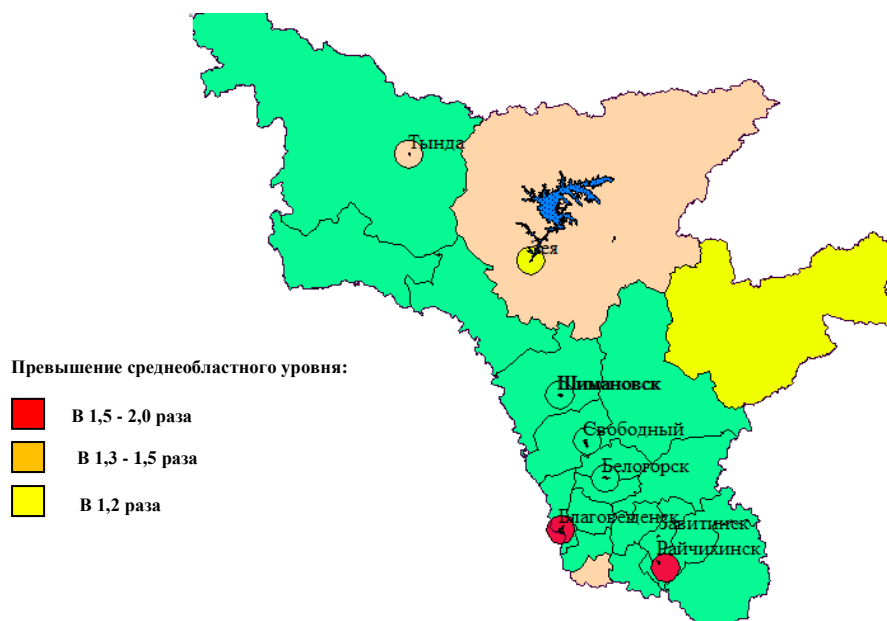 Тында
Зея
Шимановск
Свободный
Превышение среднеобластного уровня:
В 1,5 - 2,0 раза
В 1,3 - 1,5 раза
В 1,2 раза
Белогорск
Благовещенск
Завитинск
Райчихинск